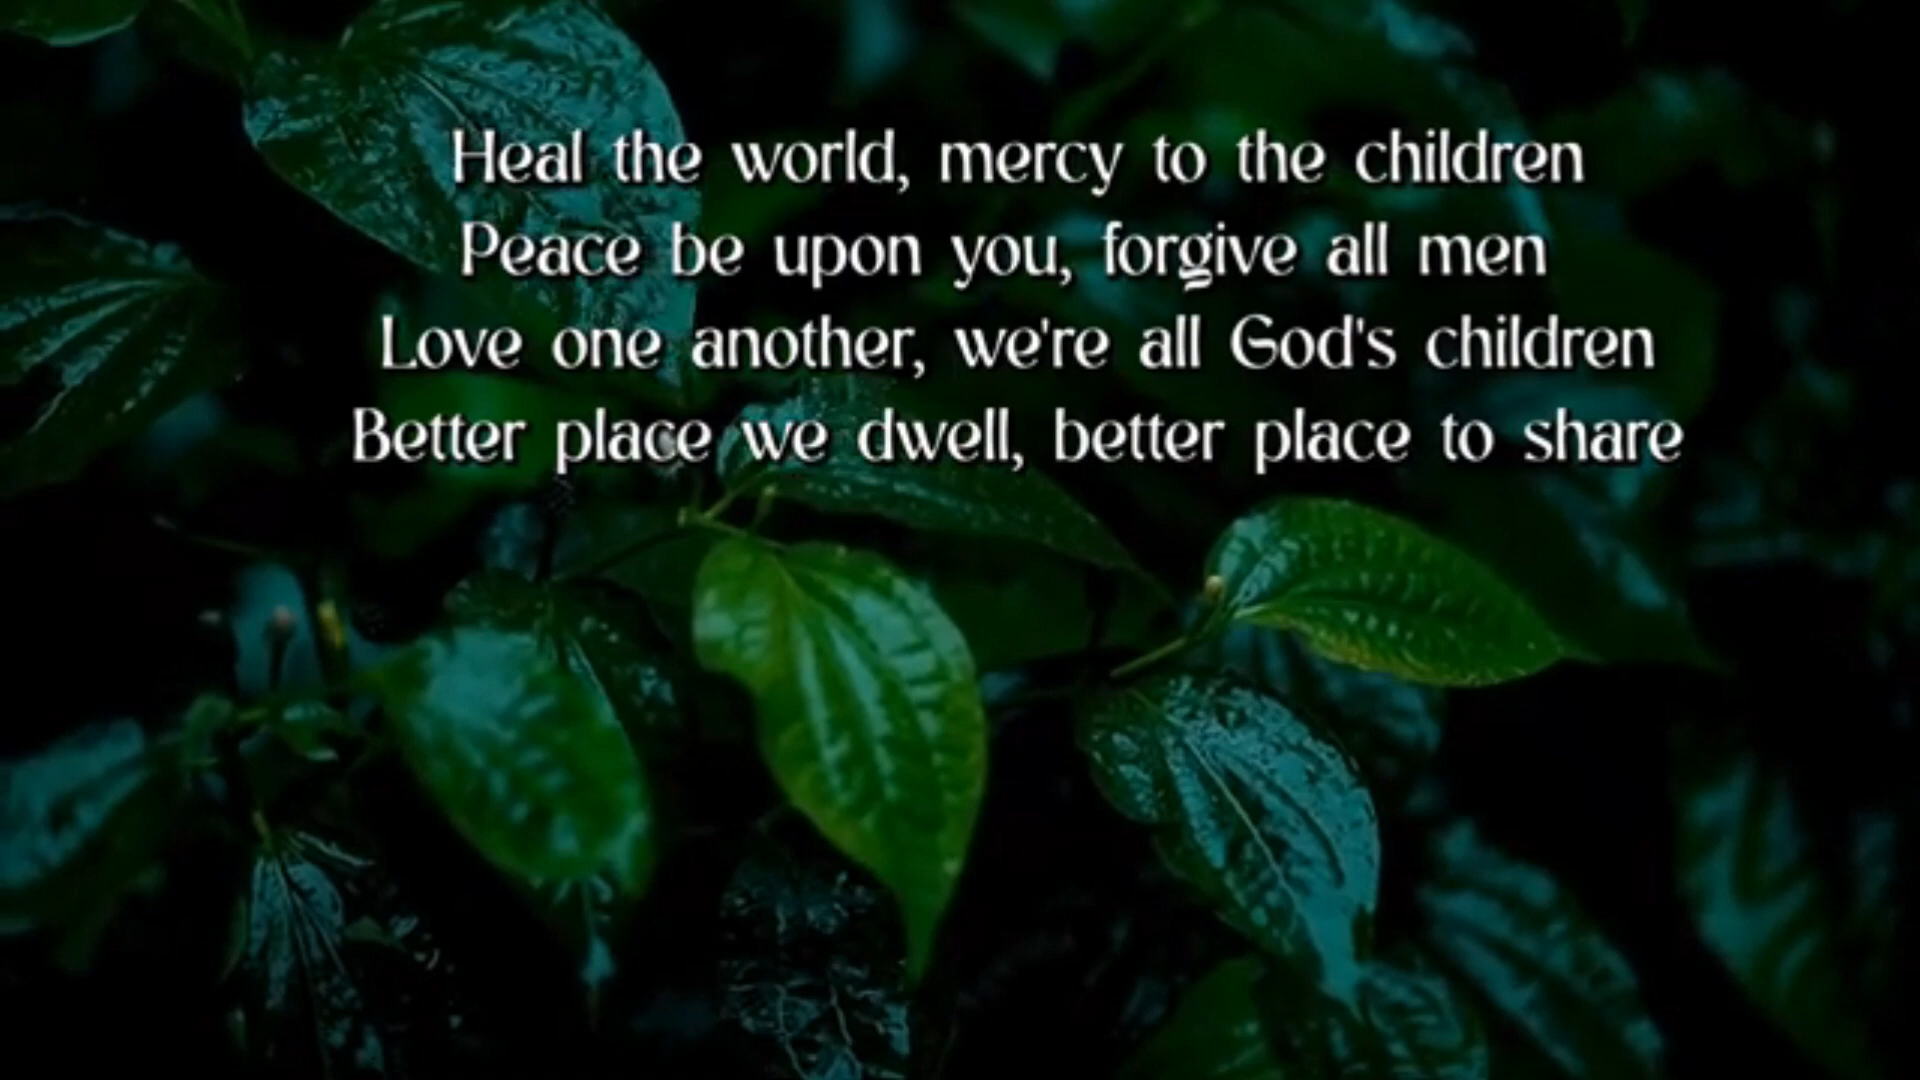 Heal the world, mercy to the children
Peace be upon you, forgive all men
Love one another, we're all God's children
Better place we dwell, better place to share